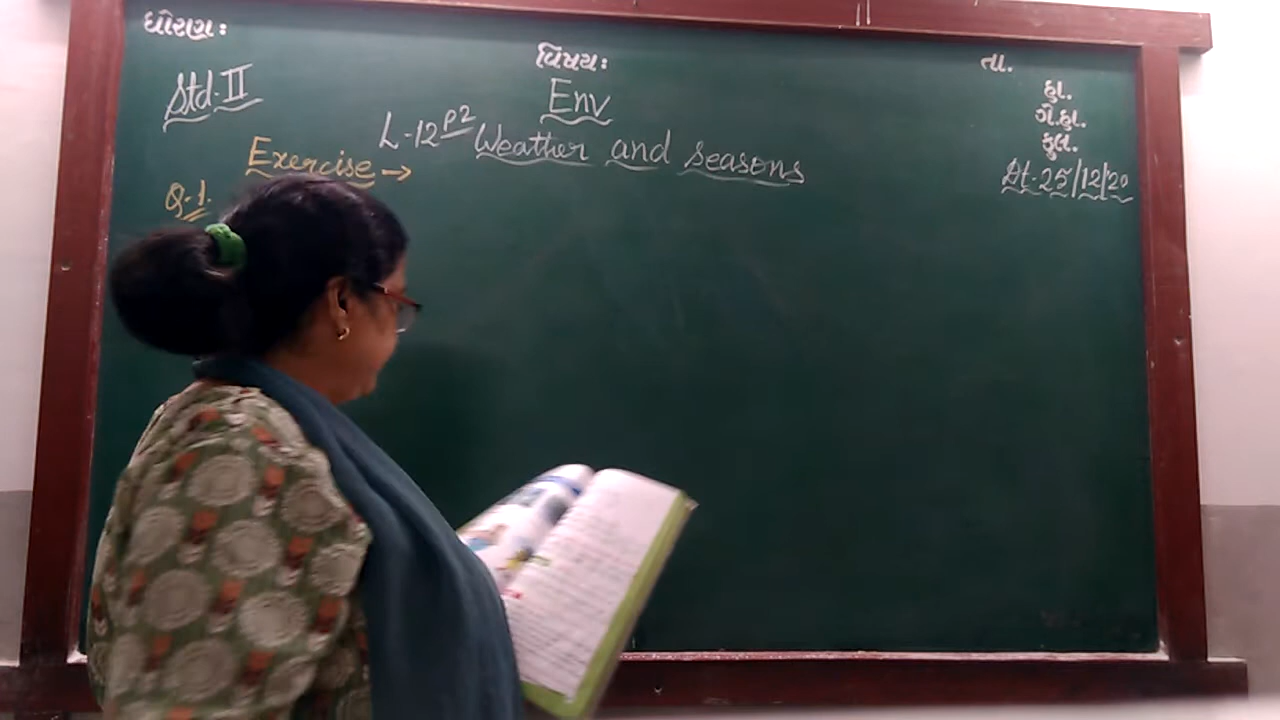 ધોરણ:
વિષય:
તા.
Std. II
Env
હા.
ગે.હા.
કુલ.
L-12 P2 Weather and seasons
Dt. 25/12/20
Exercise →
Q-1.